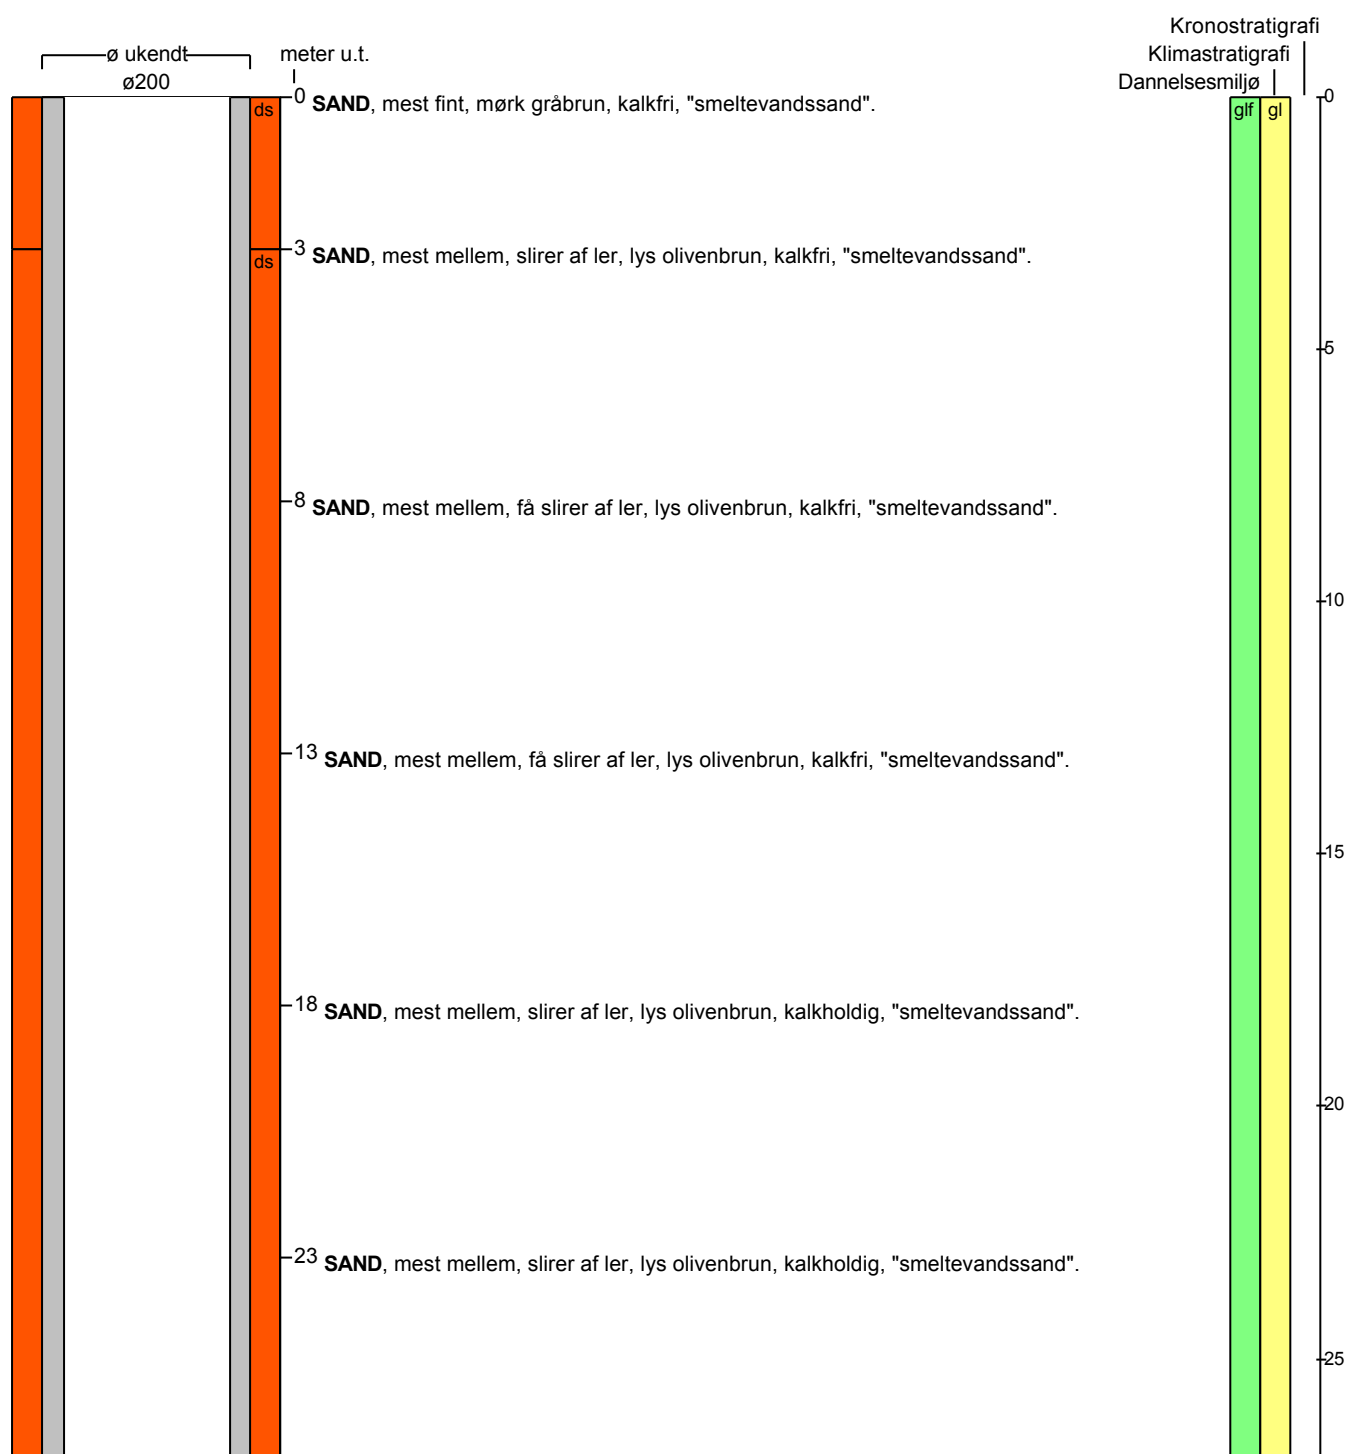 Kronostratigrafi
ø ukendt meter u.t. Klimastratigrafi
ø200 Dannelsesmiljø
0 SAND, mest fint, mørk gråbrun, kalkfri, "smeltevandssand". 0
ds glf gl
3 SAND, mest mellem, slirer af ler, lys olivenbrun, kalkfri, "smeltevandssand".
ds
5
8 SAND, mest mellem, få slirer af ler, lys olivenbrun, kalkfri, "smeltevandssand".
10
13 SAND, mest mellem, få slirer af ler, lys olivenbrun, kalkfri, "smeltevandssand".
15
18 SAND, mest mellem, slirer af ler, lys olivenbrun, kalkholdig, "smeltevandssand".
20
23 SAND, mest mellem, slirer af ler, lys olivenbrun, kalkholdig, "smeltevandssand".
25